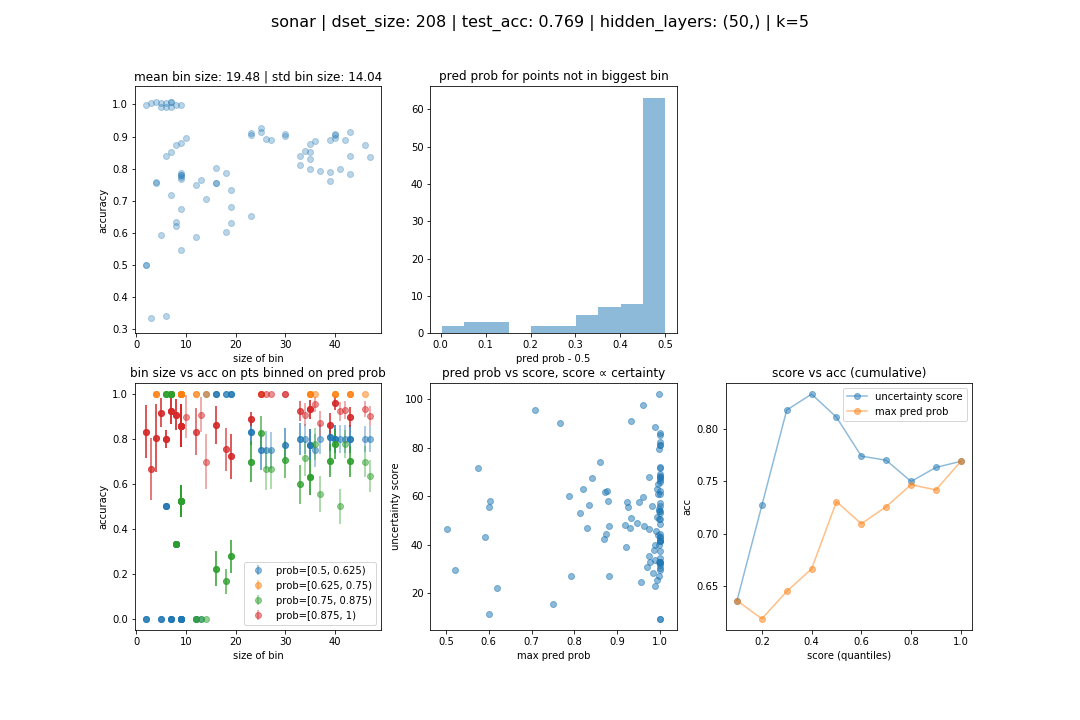 sonar | dset_size: 208 | test_acc: 0.769 | hidden_layers: (50,) | k=5
mean bin size: 19.48 | std bin size: 14.04
accuracy
1.0
0.9
0.8
0.7
0.6
0.5
0.4
0.3
0 10 20 30 40
size of bin
pred prob for points not in biggest bin
60
50
40
30
20
10
0
0.0 0.1 0.2 0.3 0.4 0.5
pred prob - 0.5
bin size vs acc on pts binned on pred prob
accuracy
1.0
0.8
0.6
0.4
0.2
0.0
prob=[0.5, 0.625)
prob=[0.625, 0.75)
prob=[0.75, 0.875)
prob=[0.875, 1)
0 10 20 30 40
size of bin
pred prob vs score, score ∝ certainty
uncertainty score
100
80
60
40
20
0.5 0.6 0.7 0.8 0.9 1.0
max pred prob
score vs acc (cumulative)
acc
uncertainty score
max pred prob
0.80
0.75
0.70
0.65
0.2 0.4 0.6 0.8 1.0
score (quantiles)